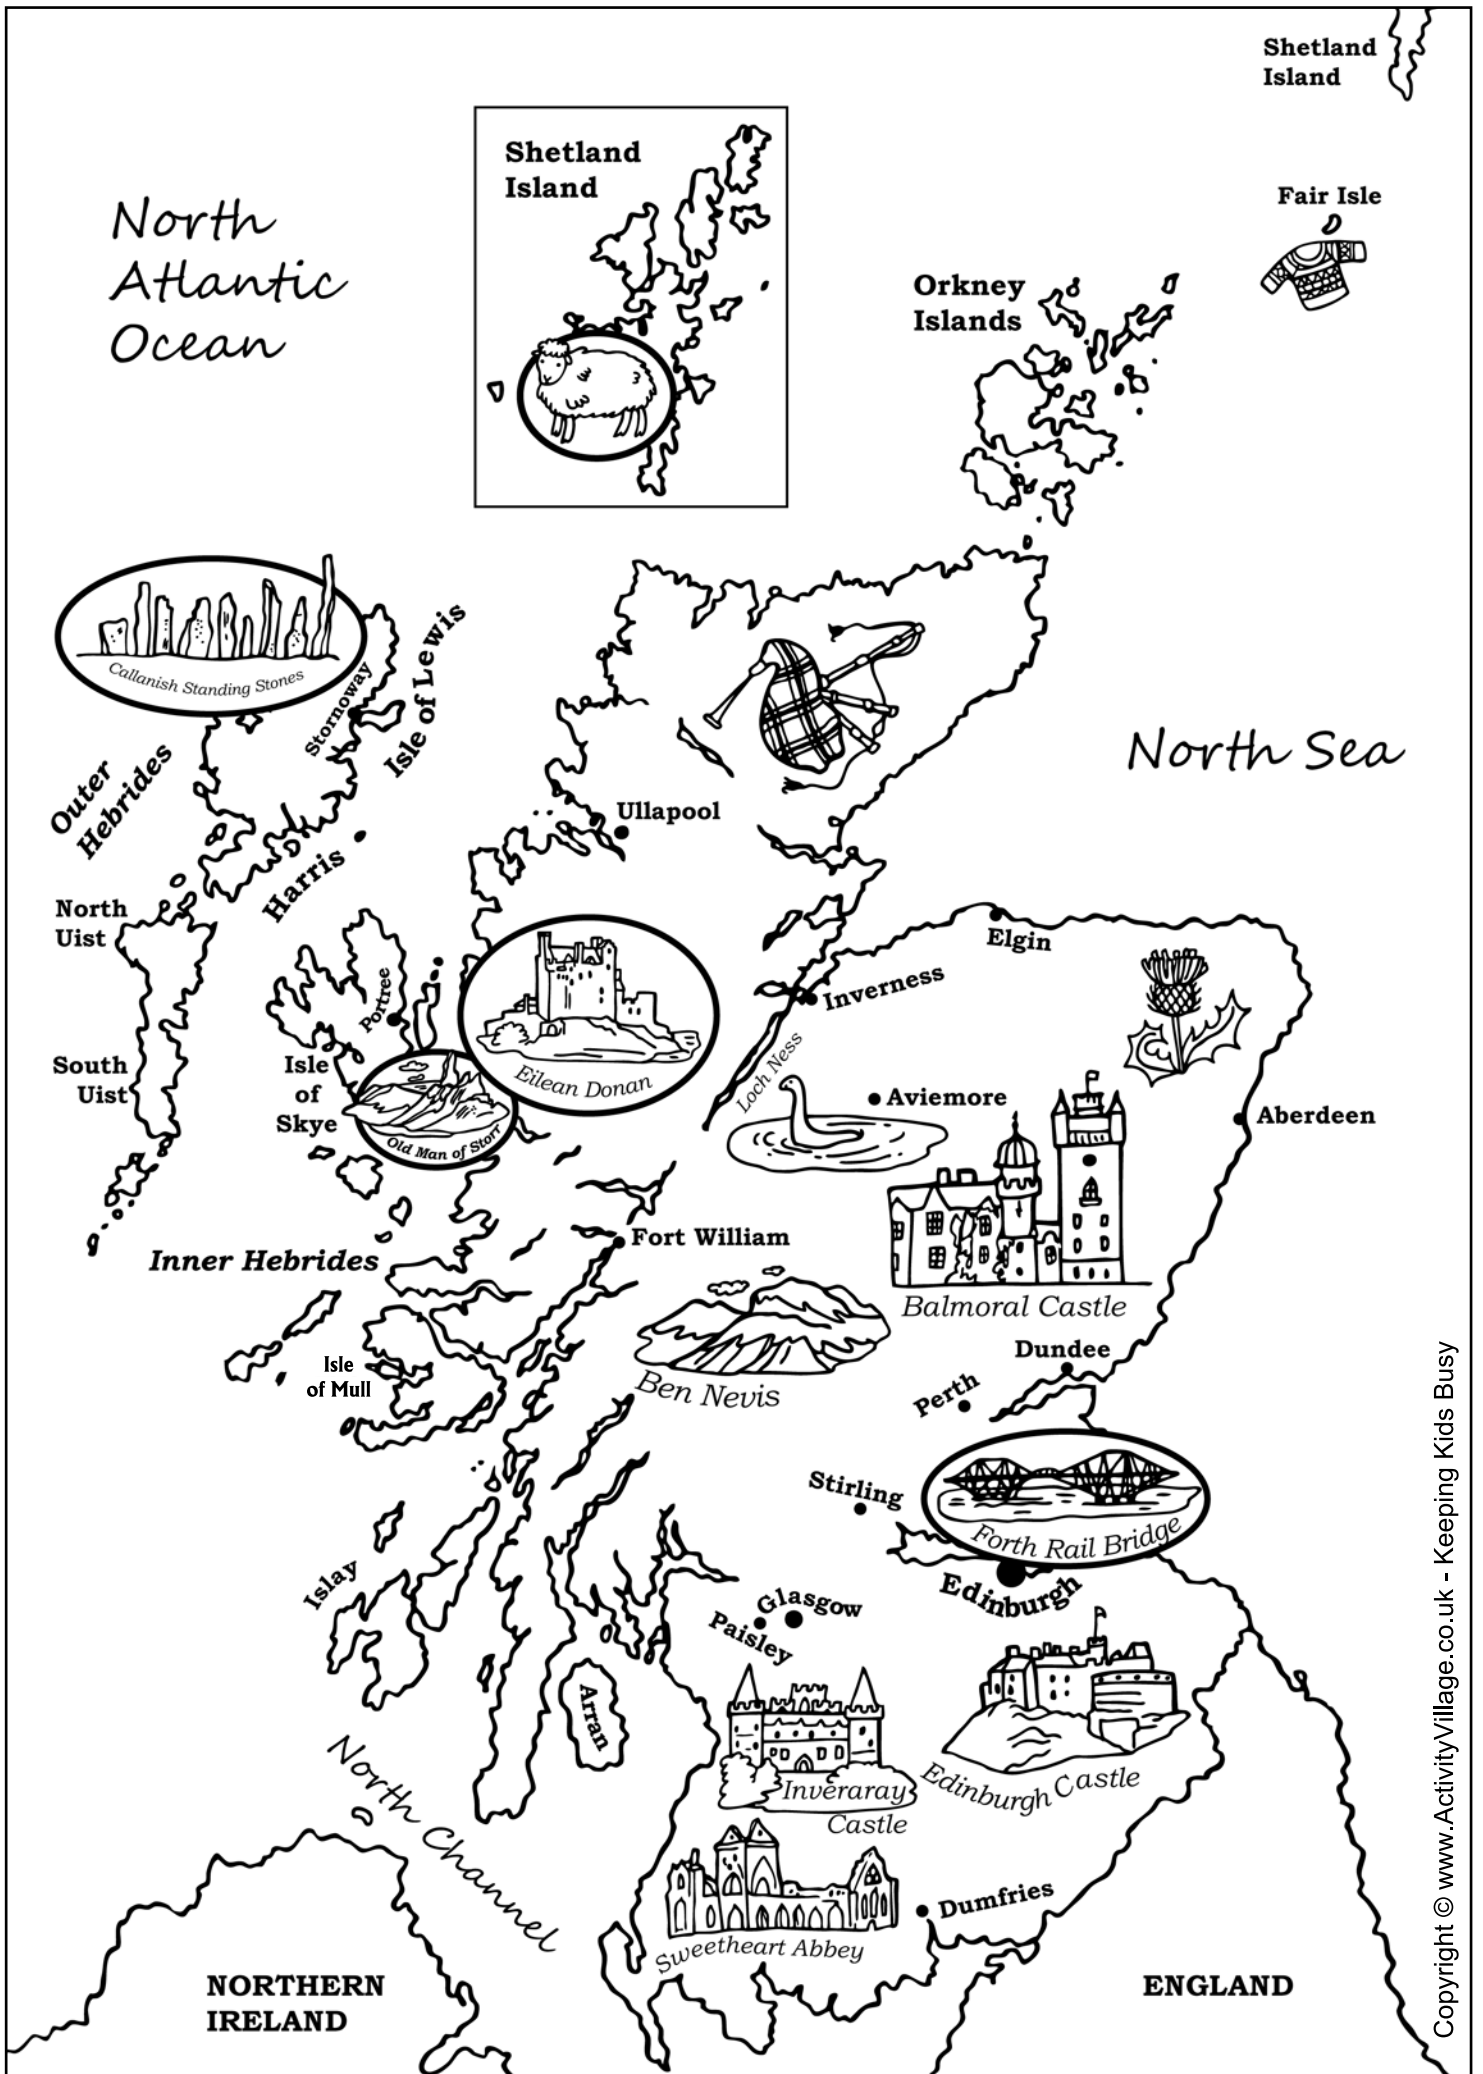 Shetland
Island
Shetland
Island
North
Atlantic
Ocean
Fair Isle
Orkney
Islands
Callanish Standing Stones
Stornoway
Isle of Lewis
Outer
Hebrides
North Sea
Ullapool
Harris
North
Uist
Elgin
Portree
Inverness
South
Uist
Isle
of
Skye
Eilean Donan
Loch Ness
Old Man of Storr
Aviemore
Aberdeen
Inner Hebrides
Fort William
Balmoral Castle
Isle
of Mull
Ben Nevis
Dundee
Perth
Stirling
Forth Rail Bridge
Islay
Edinburgh
Glasgow
Paisley
Arran
North Channel
Inveraray
Castle
Edinburgh Castle
Sweetheart Abbey
Dumfries
NORTHERN
IRELAND
ENGLAND
Copyright © www.ActivityVillage.co.uk - Keeping Kids Busy